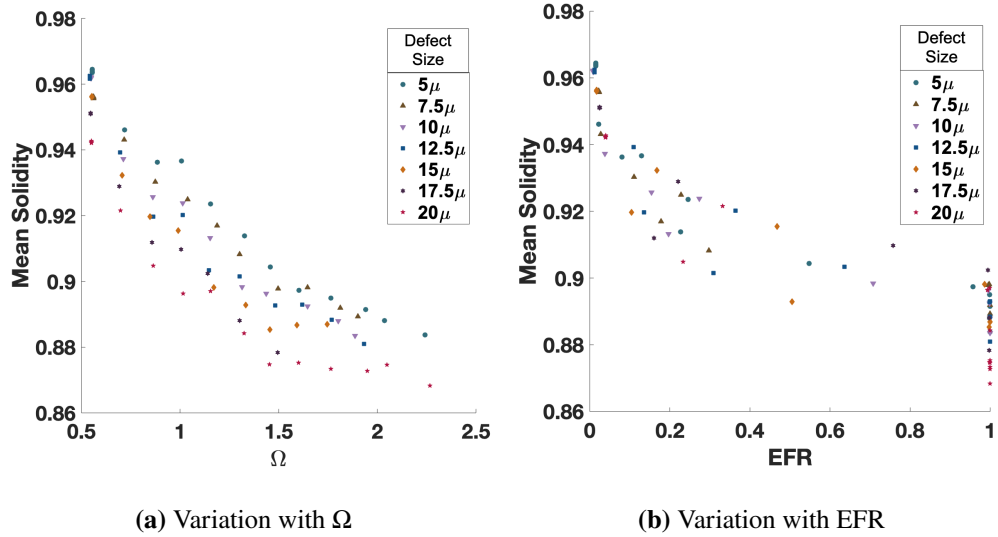 0.98
0.96
0.94
0.92
0.9
0.88
0.86
Mean Solidity
Defect
Size
5μ
7.5μ
10μ
12.5μ
15μ
17.5μ
20μ
0.5
1
1.5
2
2.5
Ω
(a) Variation with Ω
0.98
0.96
0.94
0.92
0.9
0.88
0.86
Mean Solidity
Defect
Size
5μ
7.5μ
10μ
12.5μ
15μ
17.5μ
20μ
0
0.2
0.4
0.6
0.8
1
EFR
(b) Variation with EFR